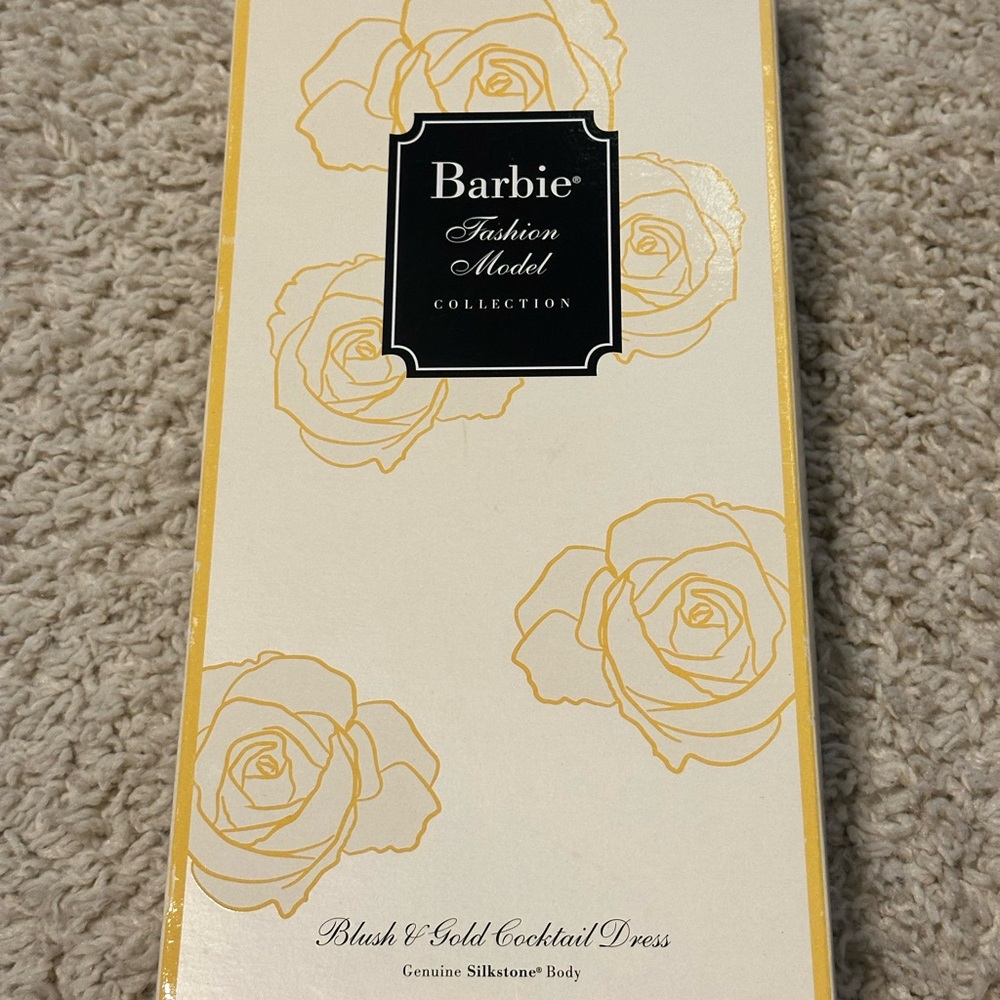 Barbie®
Fashion
Model
COLLECTION
Blush & Gold Cocktail Dress
Genuine Silkstone® Body